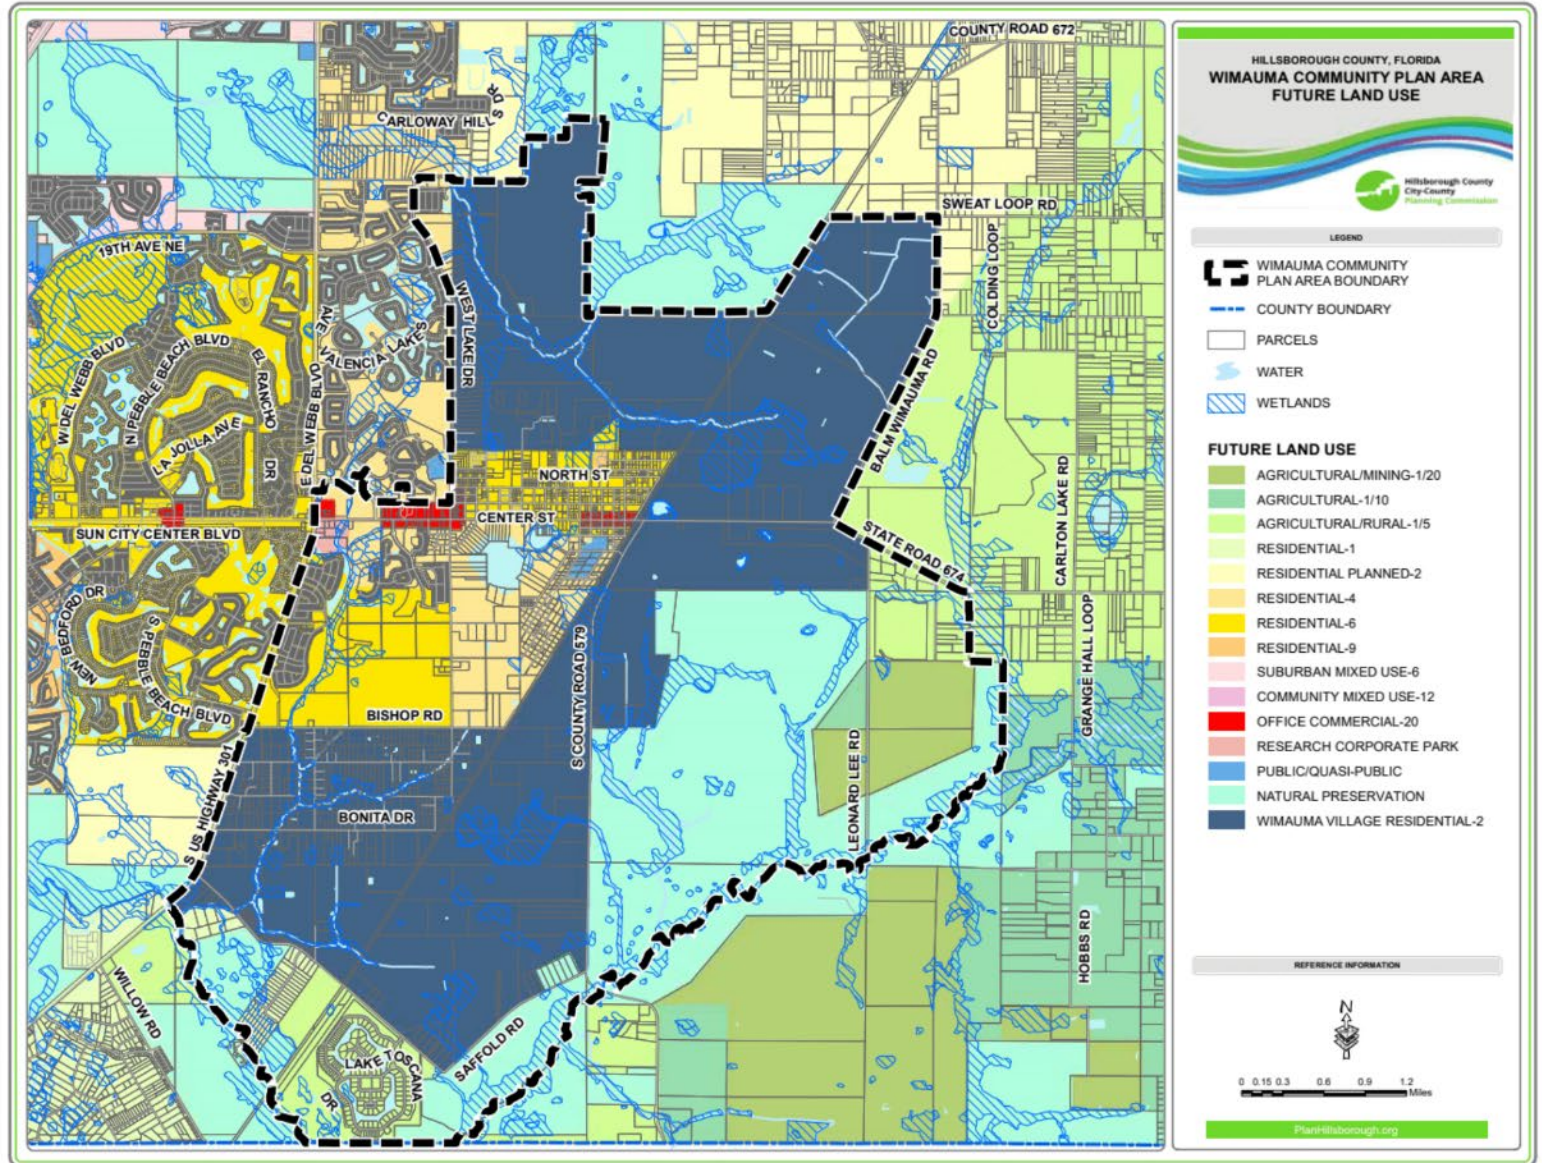 COUNTY ROAD 672
CARLOWAY HILLS DR
SWEAT LOOP RD
19TH AVE NE
COLDING LOOP
WEST LAKE DR
W DEL WEBB BLVD
N PEBBLE BEACH BLVD
EL RANCHO DR
E DEL WEBB BLVD
VALENCIA LAKES AVE
LA JOLLA AVE
BALM WIMAUMA RD
NORTH ST
CENTER ST
CARLTON LAKE RD
SUN CITY CENTER BLVD
STATE ROAD 674
NEW BEDFORD DR
S PEBBLE BEACH BLVD
S COUNTY ROAD 579
GRANGE HALL LOOP
BISHOP RD
S US HIGHWAY 301
LEONARD LEE RD
BONITA DR
HOBBS RD
WILLOW RD
SAFFOLD RD
LAKE TOSCANA DR
HILLSBOROUGH COUNTY, FLORIDA
WIMAUMA COMMUNITY PLAN AREA
FUTURE LAND USE
Hillsborough County
City-County
Planning Commission
LEGEND
WIMAUMA COMMUNITY
PLAN AREA BOUNDARY
COUNTY BOUNDARY
PARCELS
WATER
WETLANDS
FUTURE LAND USE
AGRICULTURAL/MINING-1/20
AGRICULTURAL-1/10
AGRICULTURAL/RURAL-1/5
RESIDENTIAL-1
RESIDENTIAL PLANNED-2
RESIDENTIAL-4
RESIDENTIAL-6
RESIDENTIAL-9
SUBURBAN MIXED USE-6
COMMUNITY MIXED USE-12
OFFICE COMMERCIAL-20
RESEARCH CORPORATE PARK
PUBLIC/QUASI-PUBLIC
NATURAL PRESERVATION
WIMAUMA VILLAGE RESIDENTIAL-2
REFERENCE INFORMATION
N
0 0.15 0.3 0.6 0.9 1.2
Miles
PlanHillsborough.org